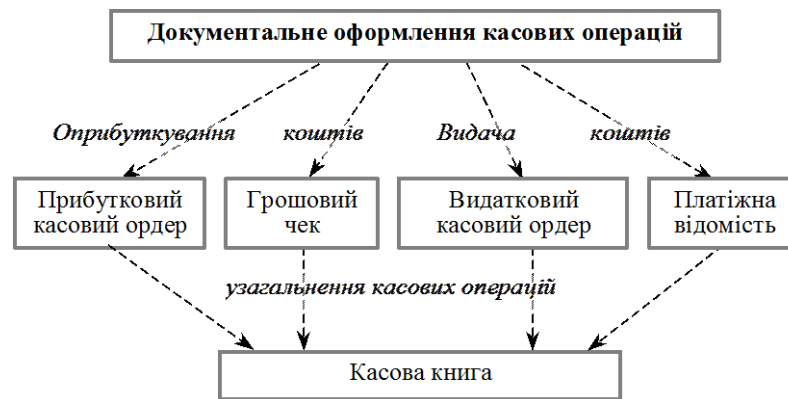 Документальне оформлення касових операцій
Оприбуткування коштів Видача коштів
Прибутковий касовий ордер
Грошовий чек
Видатковий касовий ордер
Платіжна відомість
узагальнення касових операцій
Касова книга